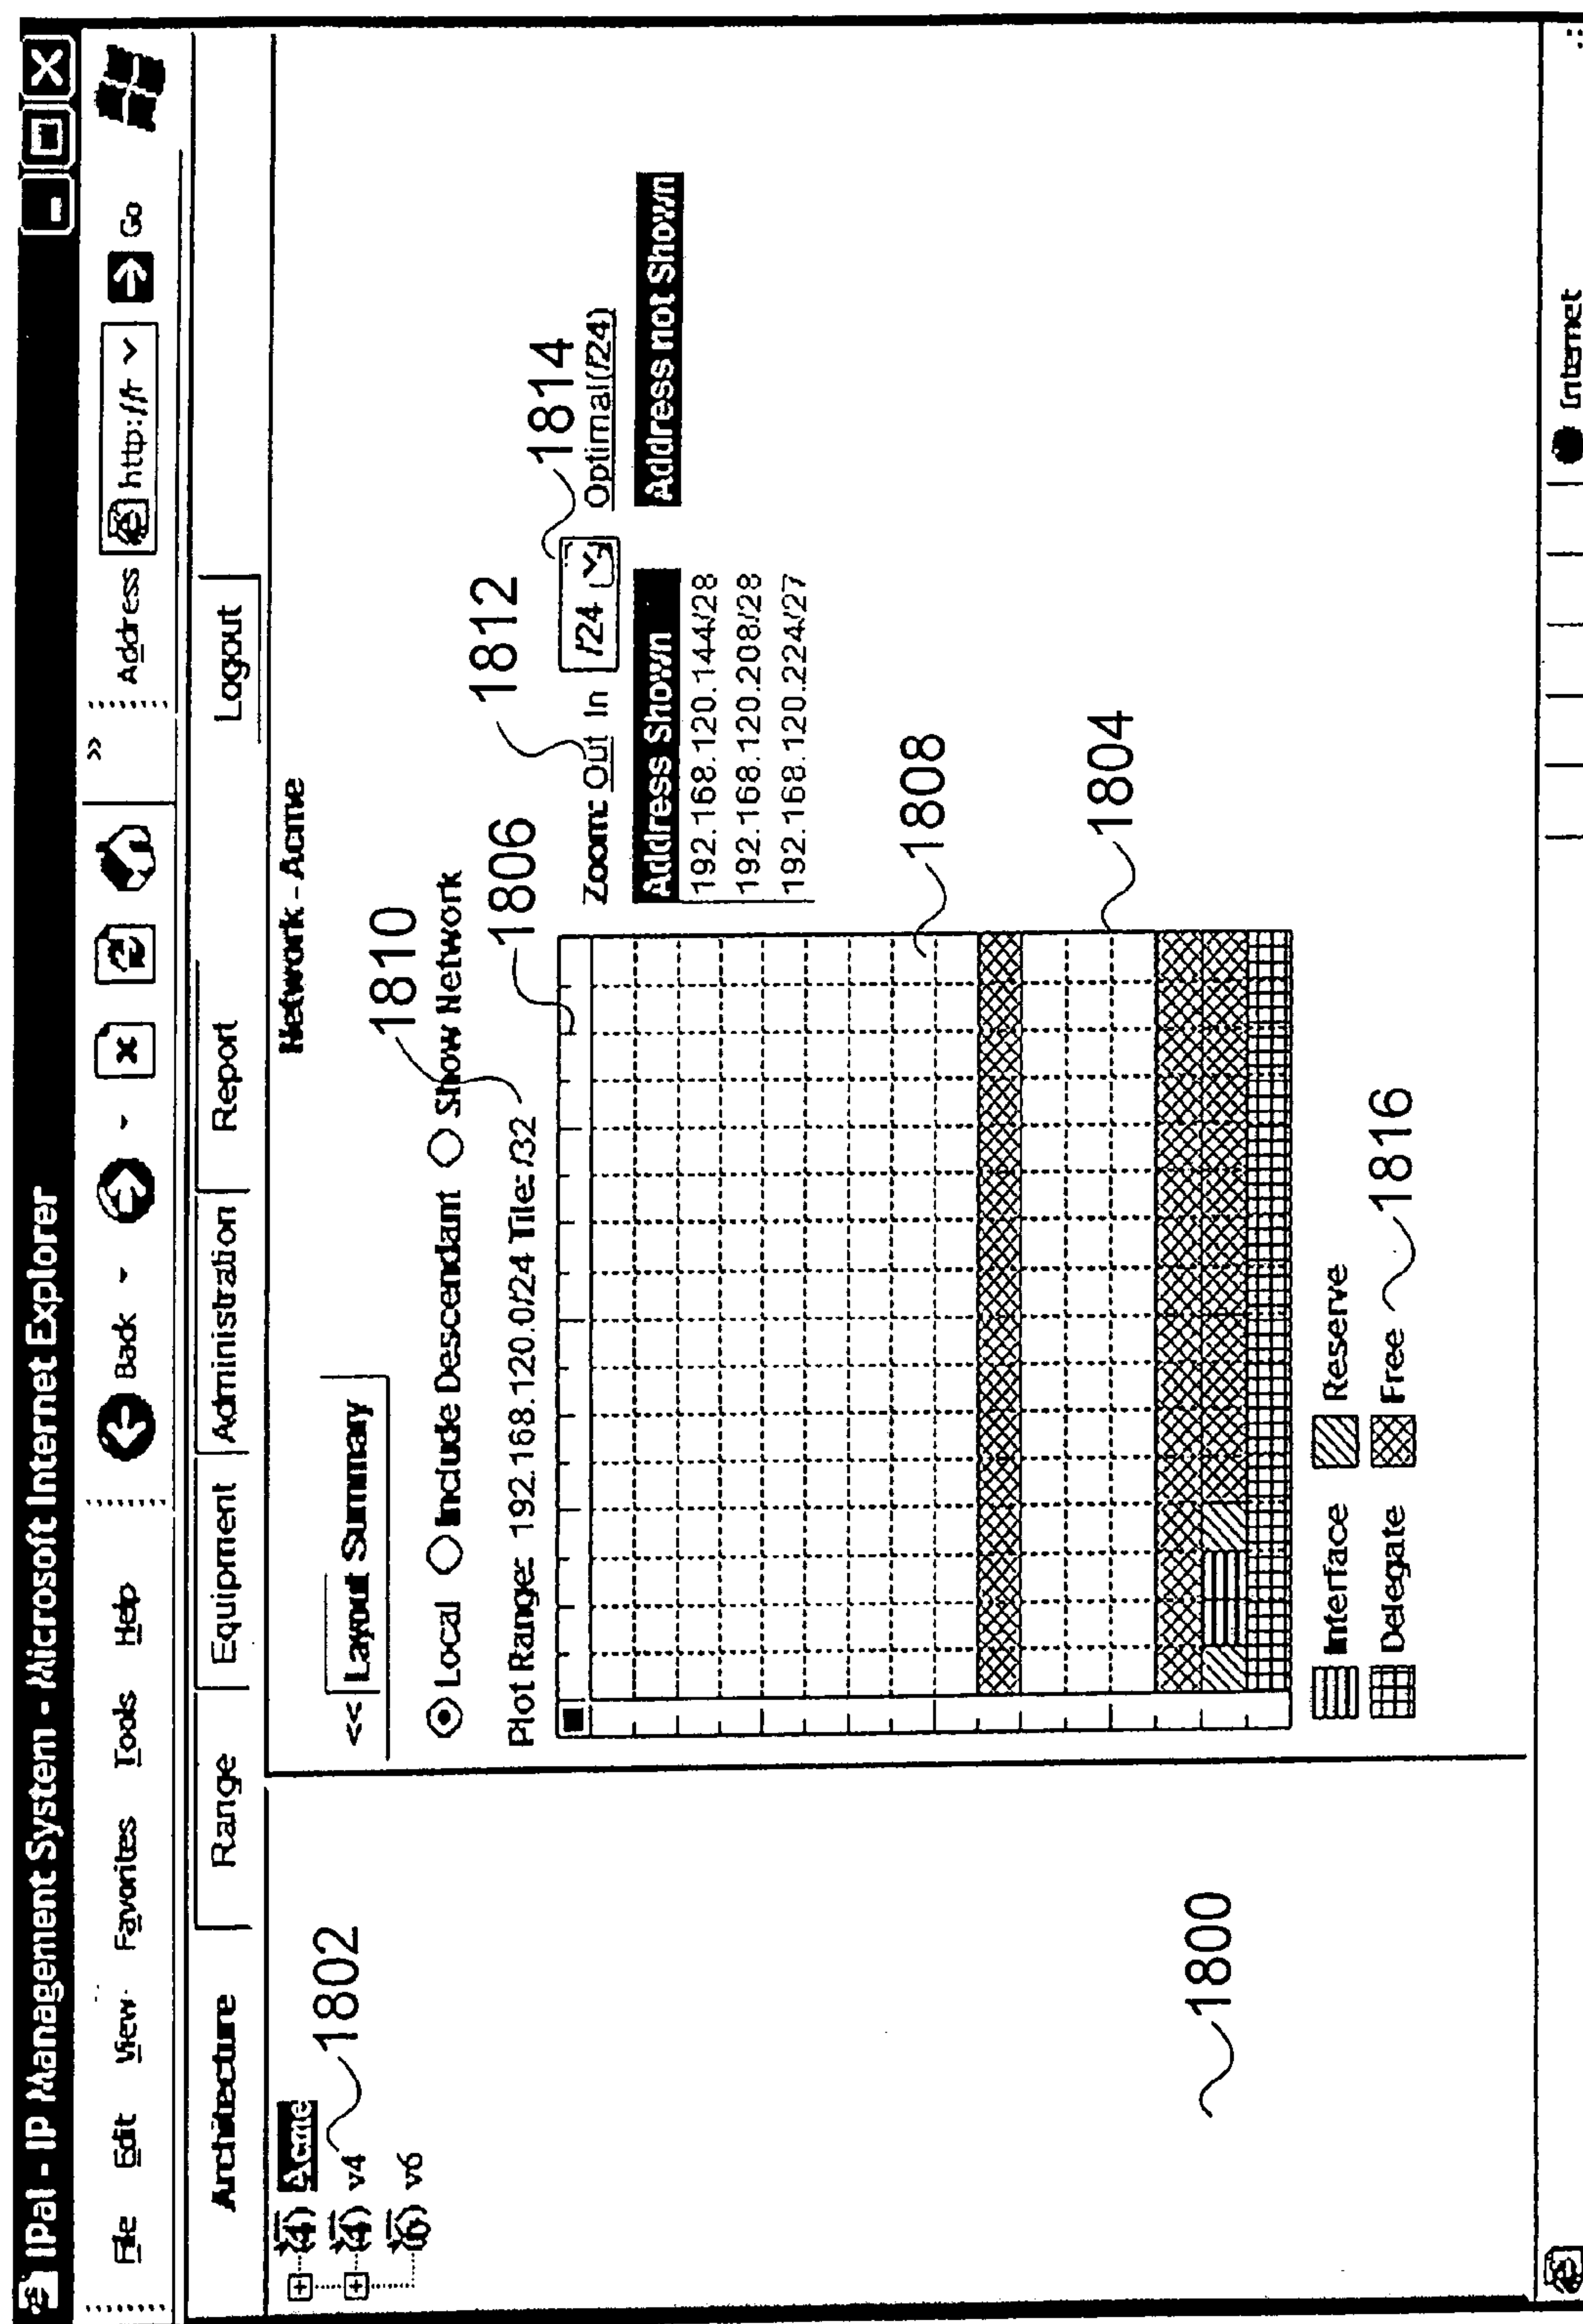 IPal - IP Management System - Microsoft Internet Explorer
File Edit View Favorites Tools Help Back >> Address http://fr Go
Architecture Range Equipment Administration Report Logout
(4) Acme
(4) v4
(6) v6
1802
1800
Network - Acme
<< Layout Summary
1810
Local Include Descendant Show Network
1806
1812
1814
Plot Range: 192.168.120.0/24 Tile: /32
Zoom: Out In /24 Optimal(/24)
Address Shown Address not Shown
192.168.120.144/28
192.168.120.208/28
192.168.120.224/27
1808
1804
Interface Reserve
Delegate Free
1816
Internet